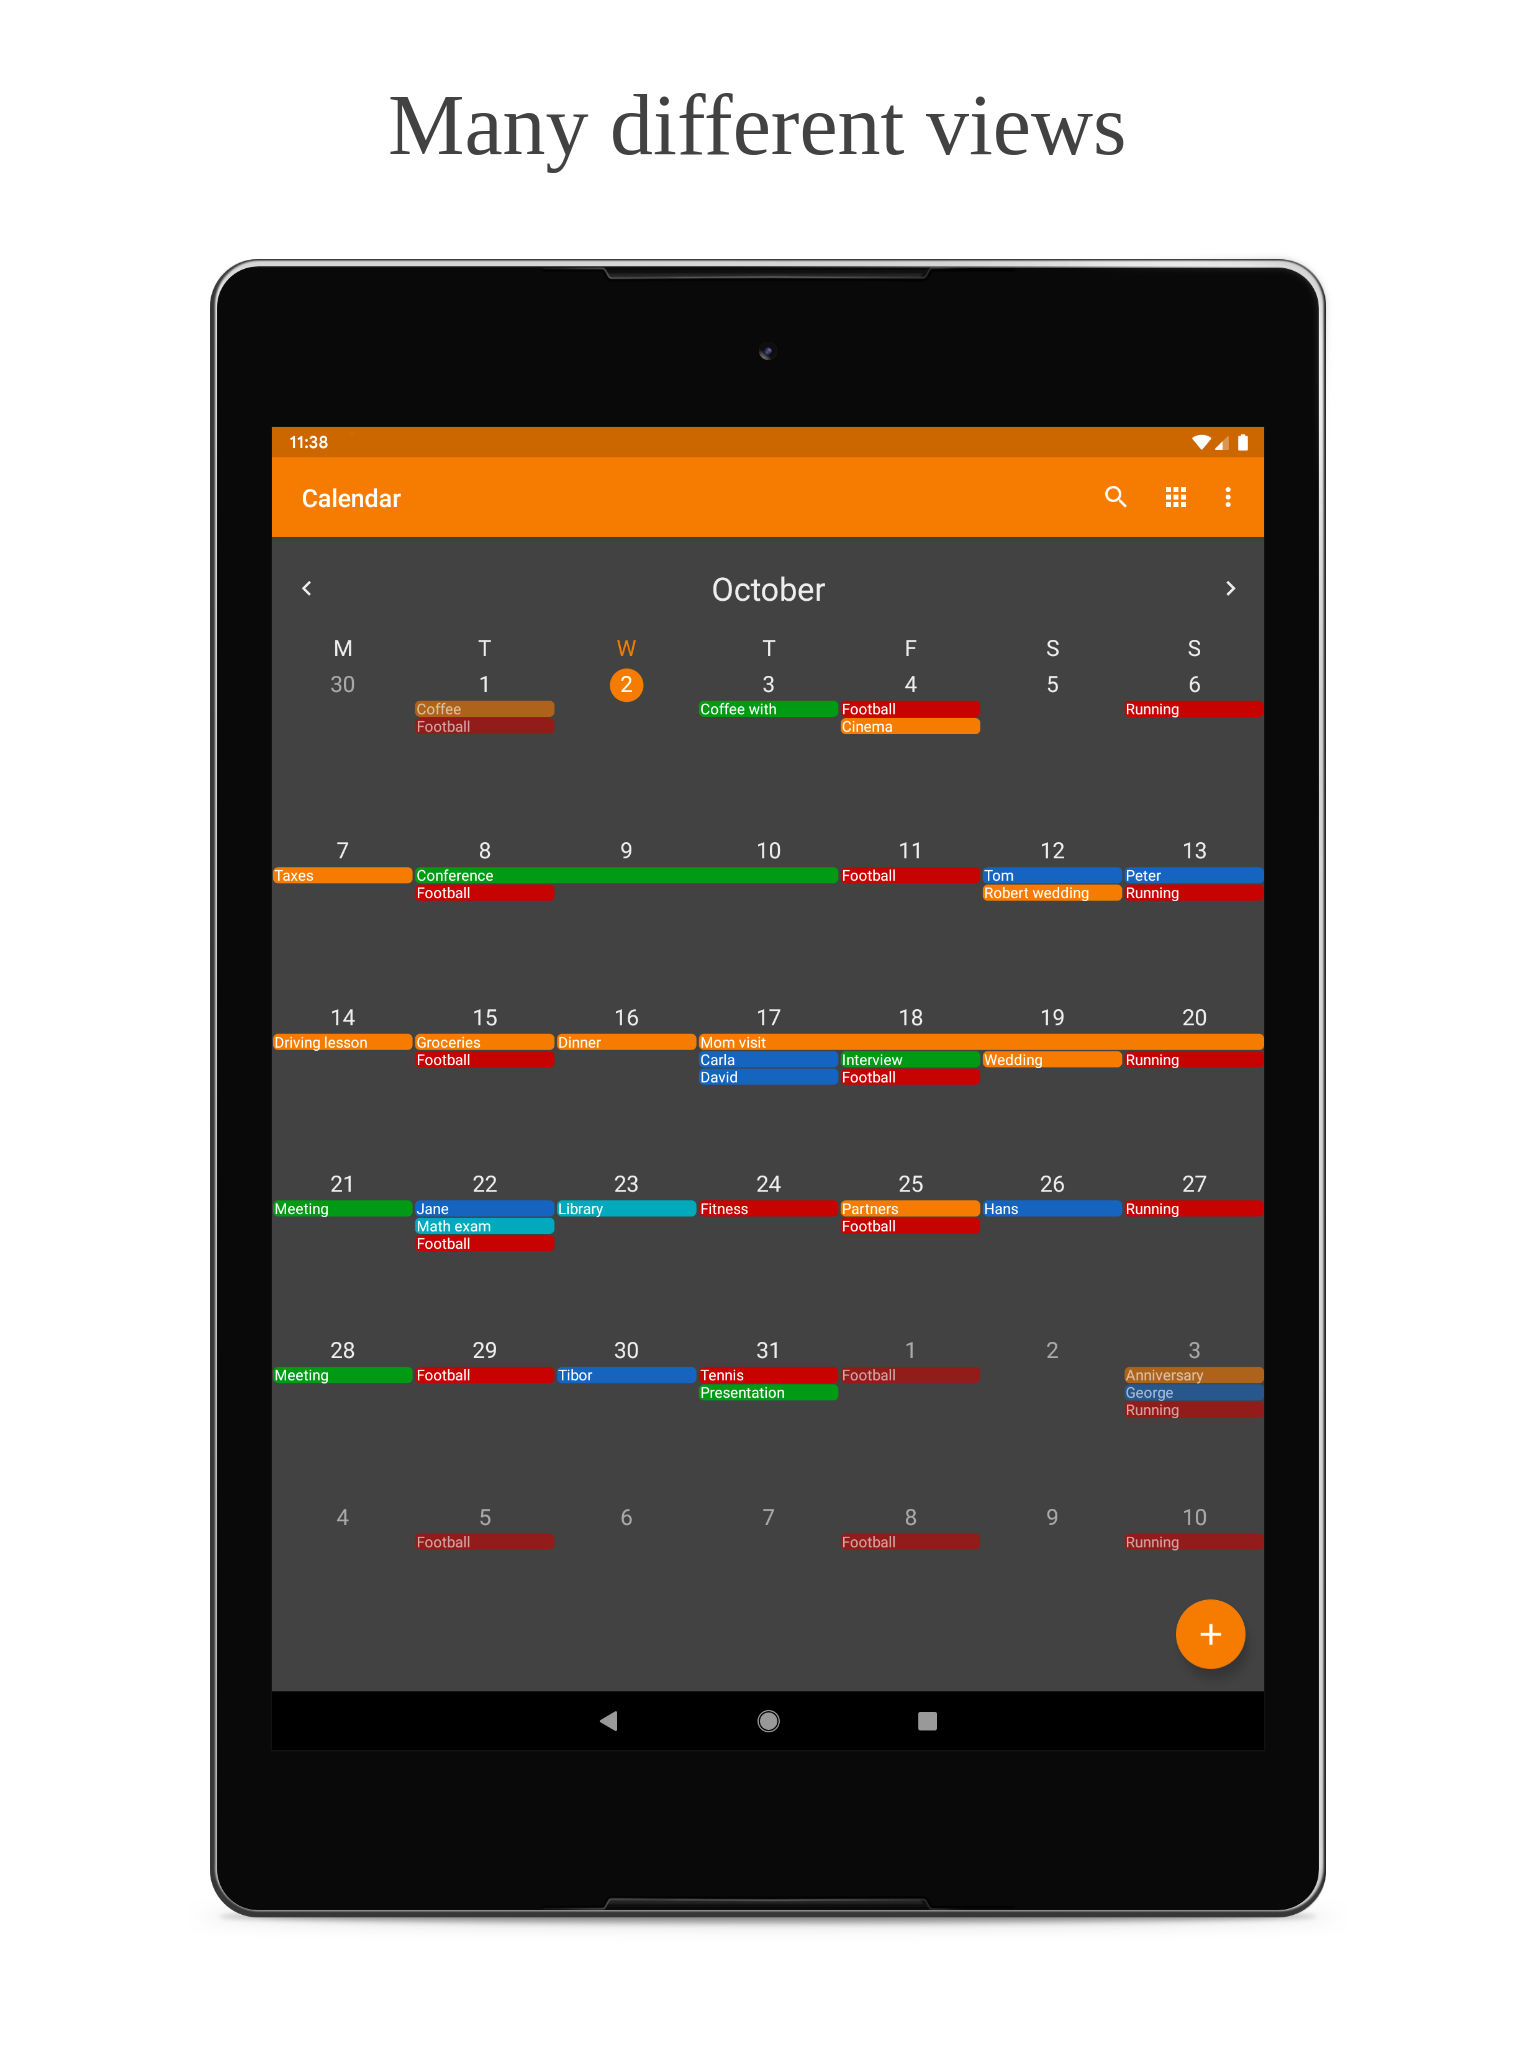 Many different views
11:38
Calendar
October
M T W T F S S
30 1 2 3 4 5 6
Coffee Coffee with Football Running
Football Cinema
7 8 9 10 11 12 13
Taxes Conference Football Tom Peter
Football Robert wedding Running
14 15 16 17 18 19 20
Driving lesson Groceries Dinner Mom visit
Football Carla Interview Wedding Running
David Football
21 22 23 24 25 26 27
Meeting Jane Library Fitness Partners Hans Running
Math exam Football
Football
28 29 30 31 1 2 3
Meeting Football Tibor Tennis Football Anniversary
Presentation George
Running
4 5 6 7 8 9 10
Football Football Running